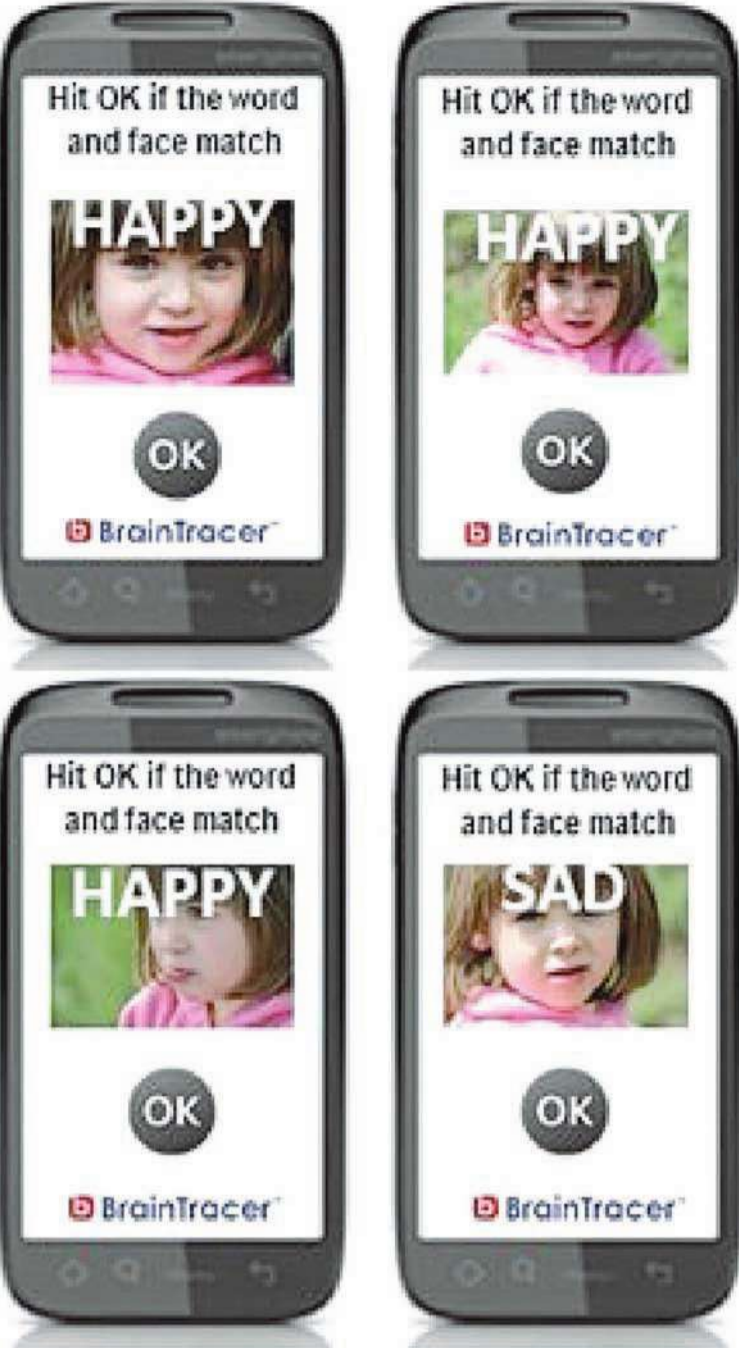 Hit OK if the word
and face match
HAPPY
OK
BrainTracer
Hit OK if the word
and face match
HAPPY
OK
BrainTracer
Hit OK if the word
and face match
HAPPY
OK
BrainTracer
Hit OK if the word
and face match
SAD
OK
BrainTracer